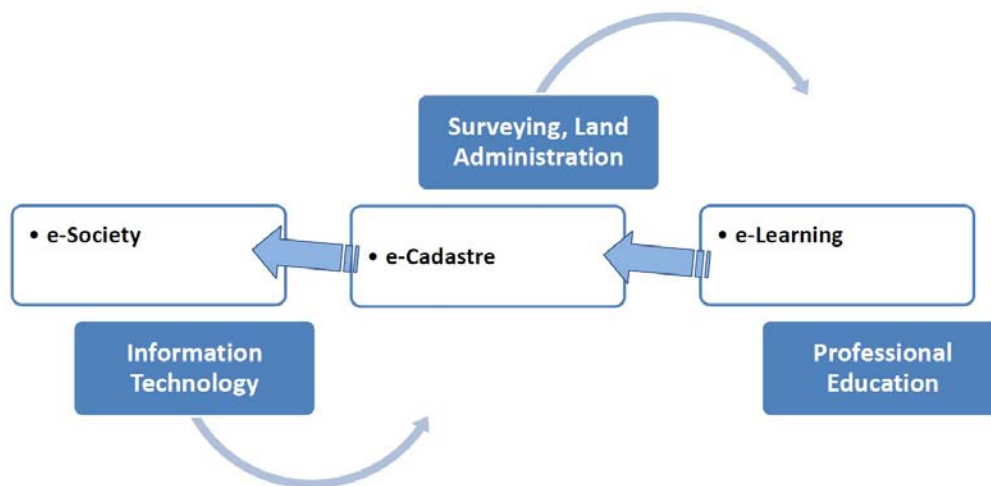 Surveying, Land
Administration
• e-Society
• e-Cadastre
• e-Learning
Information
Technology
Professional
Education